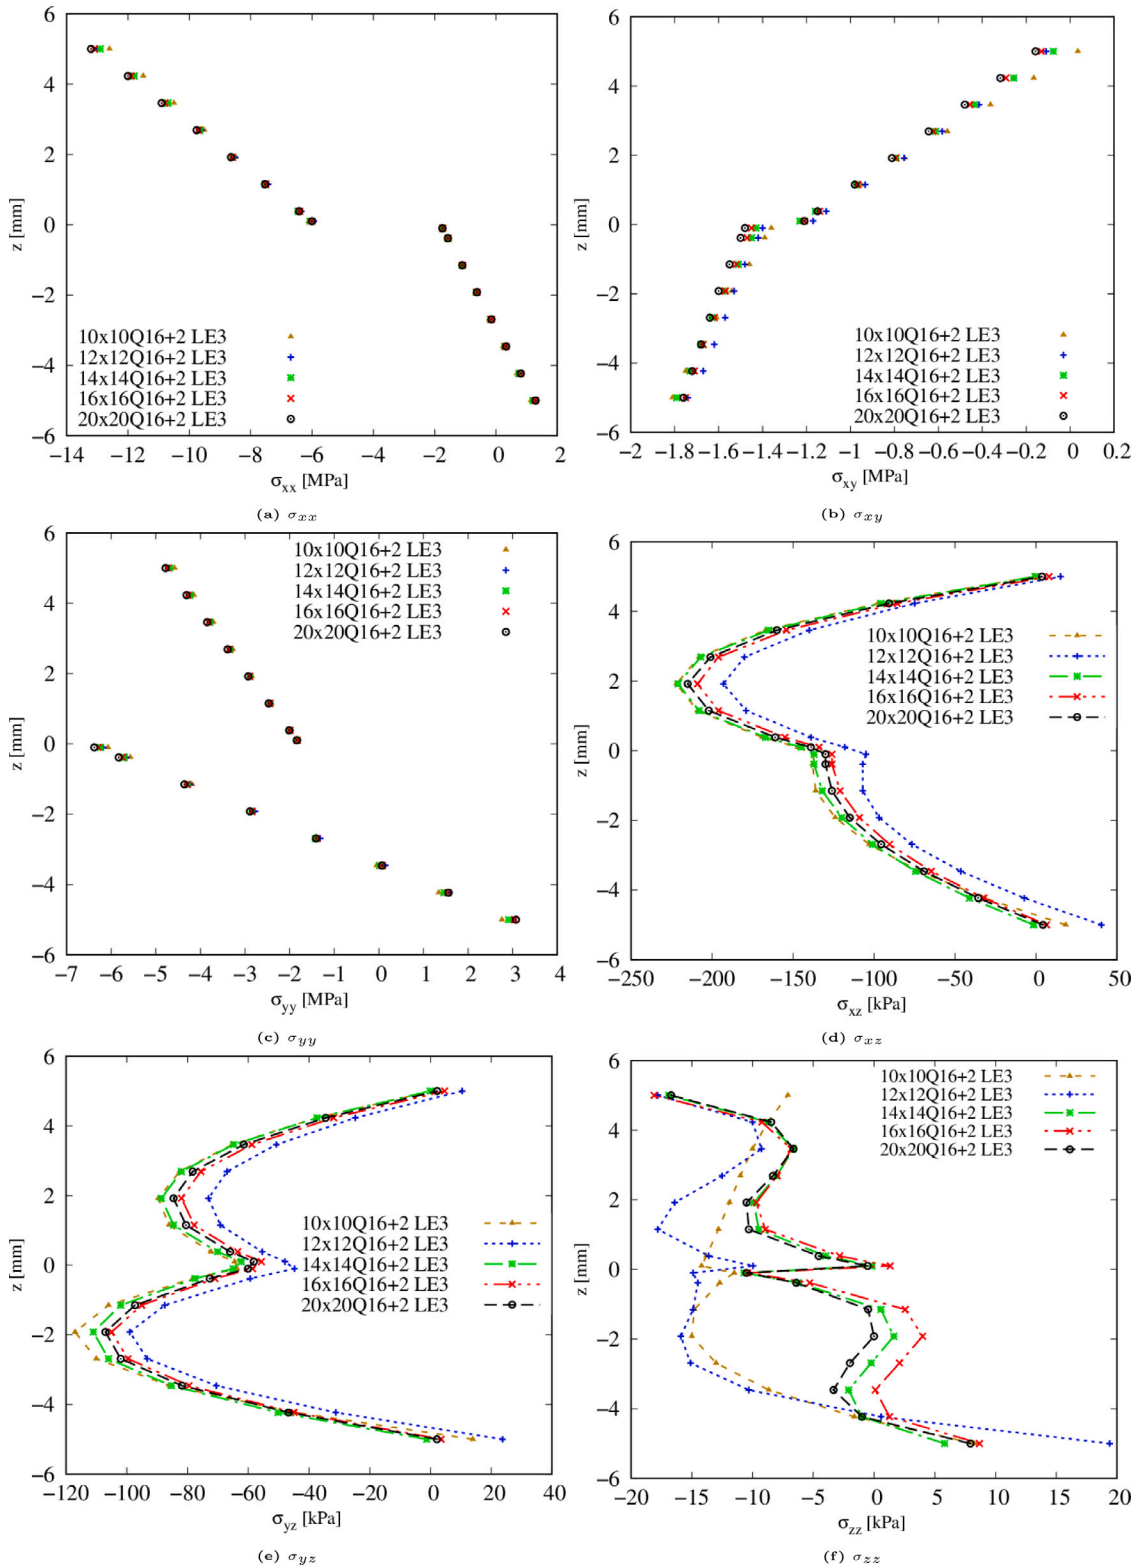 6
4
2
0
−2
−4
−6
z [mm]
10x10Q16+2 LE3
12x12Q16+2 LE3
14x14Q16+2 LE3
16x16Q16+2 LE3
20x20Q16+2 LE3
−14 −12 −10 −8 −6 −4 −2 0 2
σxx [MPa]
(a) σxx
6
4
2
0
−2
−4
−6
z [mm]
10x10Q16+2 LE3
12x12Q16+2 LE3
14x14Q16+2 LE3
16x16Q16+2 LE3
20x20Q16+2 LE3
−2 −1.8 −1.6 −1.4 −1.2 −1 −0.8 −0.6 −0.4 −0.2 0 0.2
σxy [MPa]
(b) σxy
6
4
2
0
−2
−4
−6
z [mm]
10x10Q16+2 LE3
12x12Q16+2 LE3
14x14Q16+2 LE3
16x16Q16+2 LE3
20x20Q16+2 LE3
−7 −6 −5 −4 −3 −2 −1 0 1 2 3 4
σyy [MPa]
(c) σyy
6
4
2
0
−2
−4
−6
z [mm]
10x10Q16+2 LE3
12x12Q16+2 LE3
14x14Q16+2 LE3
16x16Q16+2 LE3
20x20Q16+2 LE3
−250 −200 −150 −100 −50 0 50
σxz [kPa]
(d) σxz
6
4
2
0
−2
−4
−6
z [mm]
10x10Q16+2 LE3
12x12Q16+2 LE3
14x14Q16+2 LE3
16x16Q16+2 LE3
20x20Q16+2 LE3
−120 −100 −80 −60 −40 −20 0 20 40
σyz [kPa]
(e) σyz
6
4
2
0
−2
−4
−6
z [mm]
10x10Q16+2 LE3
12x12Q16+2 LE3
14x14Q16+2 LE3
16x16Q16+2 LE3
20x20Q16+2 LE3
−20 −15 −10 −5 0 5 10 15 20
σzz [kPa]
(f) σzz